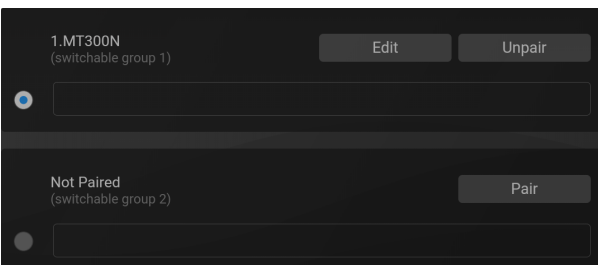 1.MT300N
(switchable group 1)
Edit
Unpair
Not Paired
(switchable group 2)
Pair